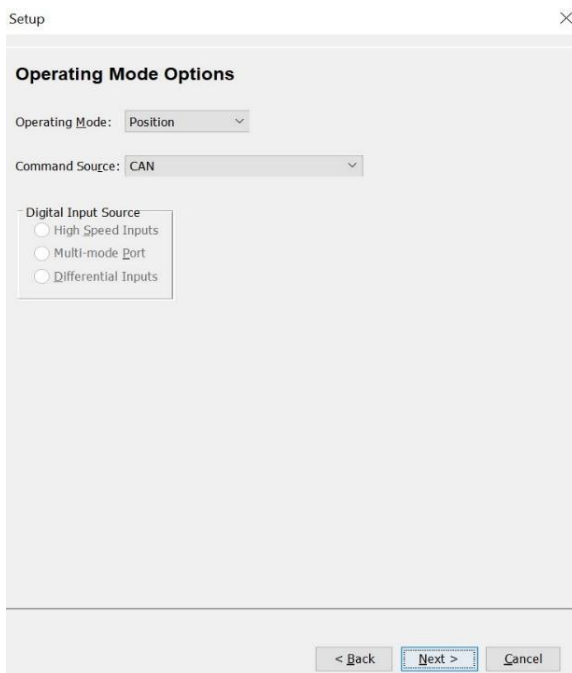 Setup
Operating Mode Options
Operating Mode: Position
Command Source: CAN
Digital Input Source
High Speed Inputs
Multi-mode Port
Differential Inputs
< Back Next > Cancel